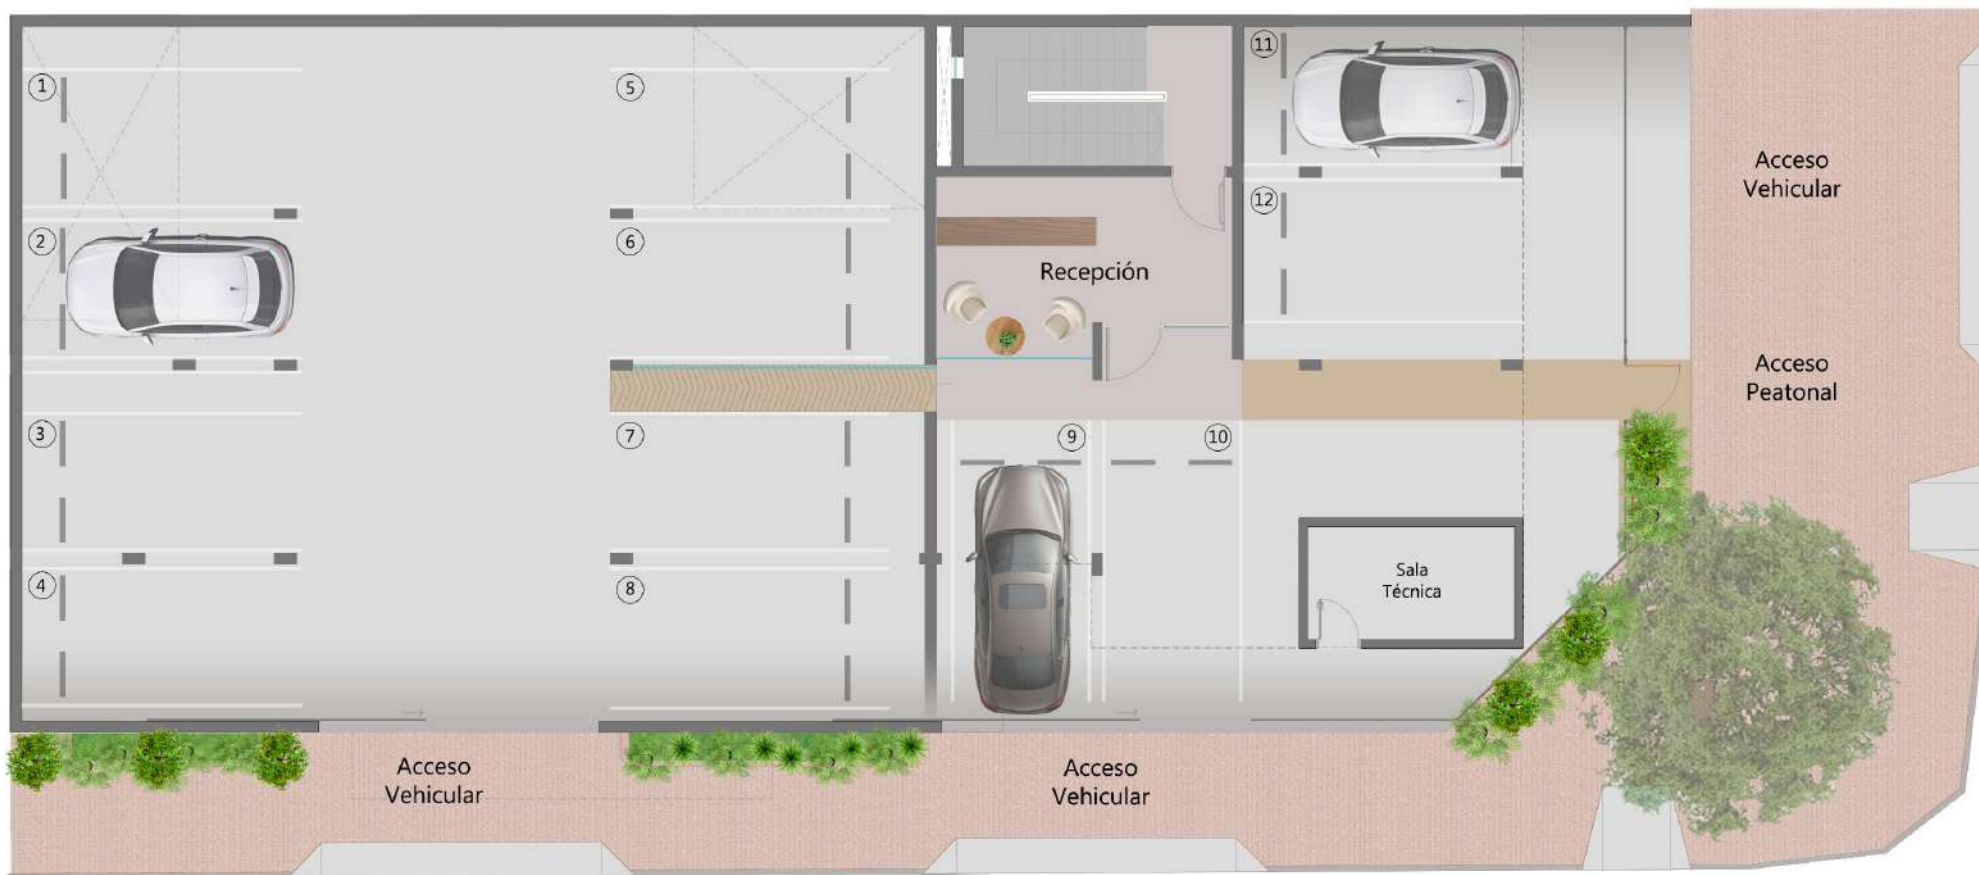 1
5
11
Acceso
Vehicular
12
2
6
Recepción
Acceso
Peatonal
3
7
9
10
4
8
Sala
Técnica
Acceso
Vehicular
Acceso
Vehicular